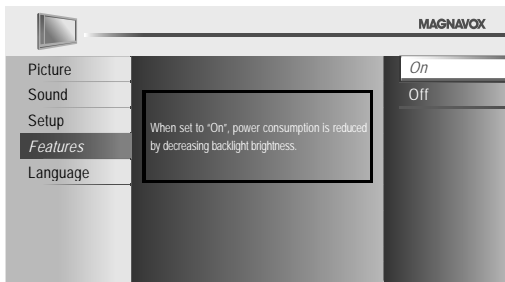 MAGNAVOX
Picture
Sound
Setup
Features
Language
When set to “On”, power consumption is reduced
by decreasing backlight brightness.
On
Off